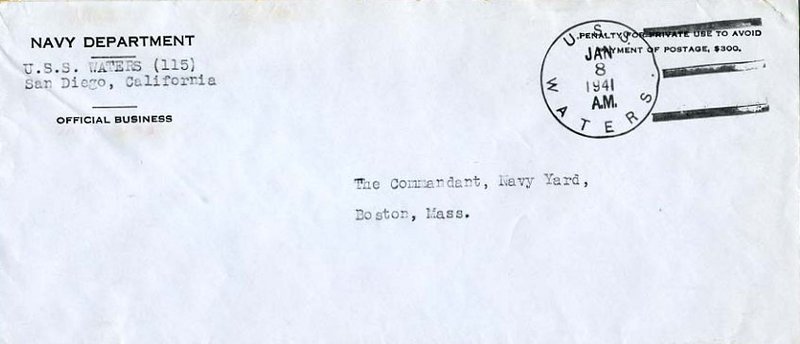 NAVY DEPARTMENT
U.S.S. WATERS (115)
San Diego, California
OFFICIAL BUSINESS
U.S.S. WATERS.
JAN
8
1941
A.M.
PENALTY FOR PRIVATE USE TO AVOID
PAYMENT OF POSTAGE, $300.
The Commandant, Navy Yard,
Boston, Mass.